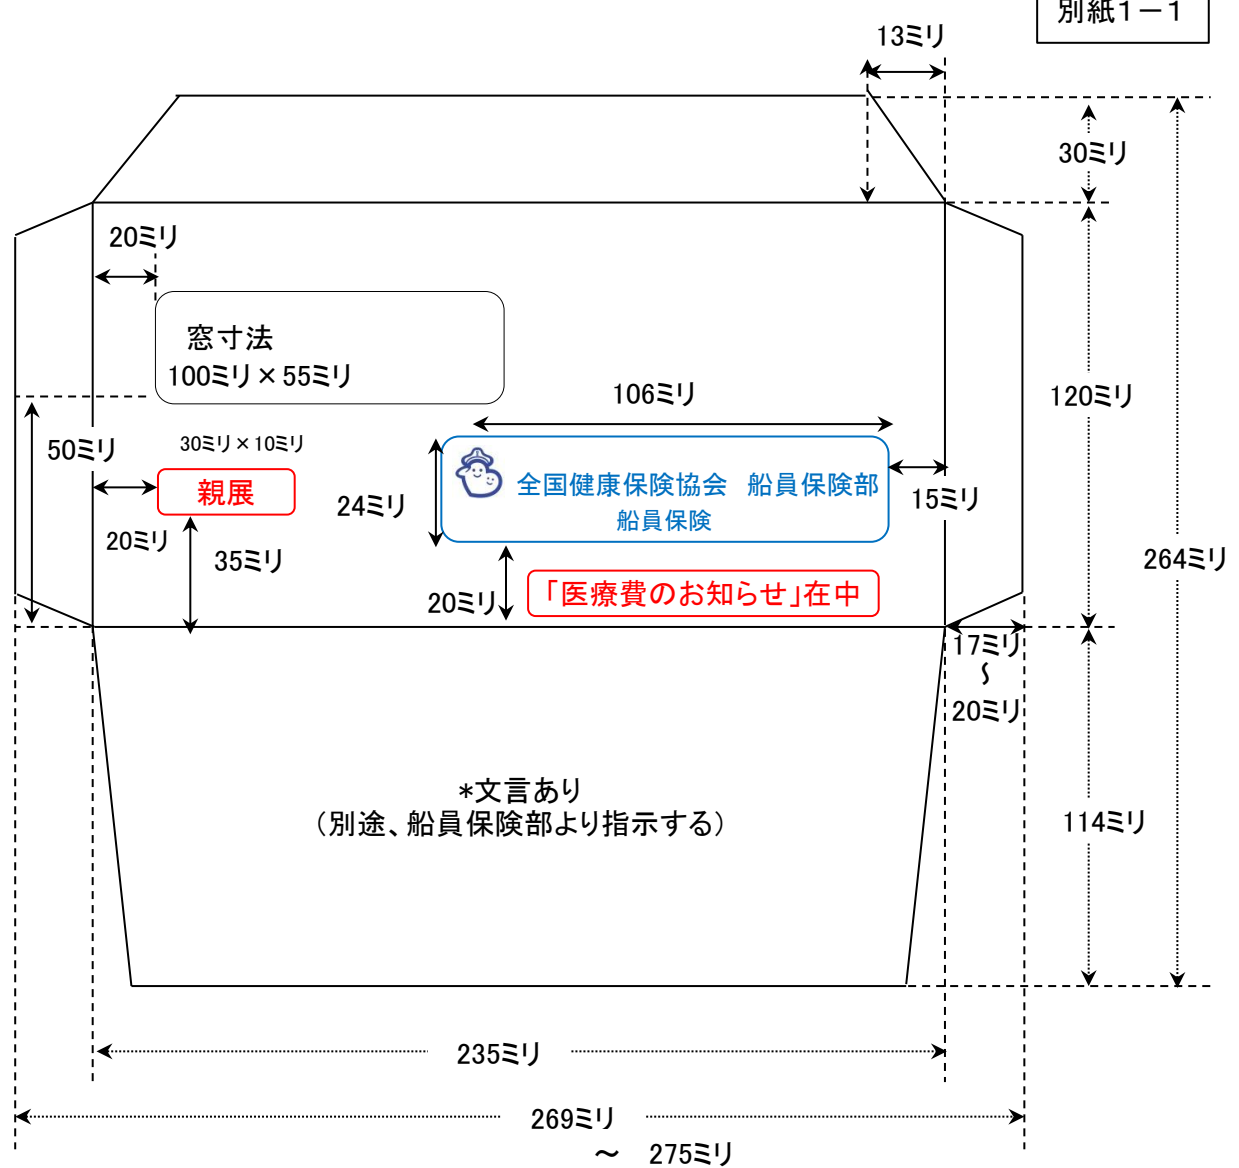 別紙1-1
13ミリ
30ミリ
20ミリ
窓寸法
100ミリ×55ミリ
106ミリ
120ミリ
50ミリ
30ミリ×10ミリ
親展
24ミリ
全国健康保険協会　船員保険部
船員保険
15ミリ
20ミリ
35ミリ
264ミリ
20ミリ
「医療費のお知らせ」在中
17ミリ
～
20ミリ
*文言あり
（別途、船員保険部より指示する）
114ミリ
235ミリ
269ミリ
～　275ミリ